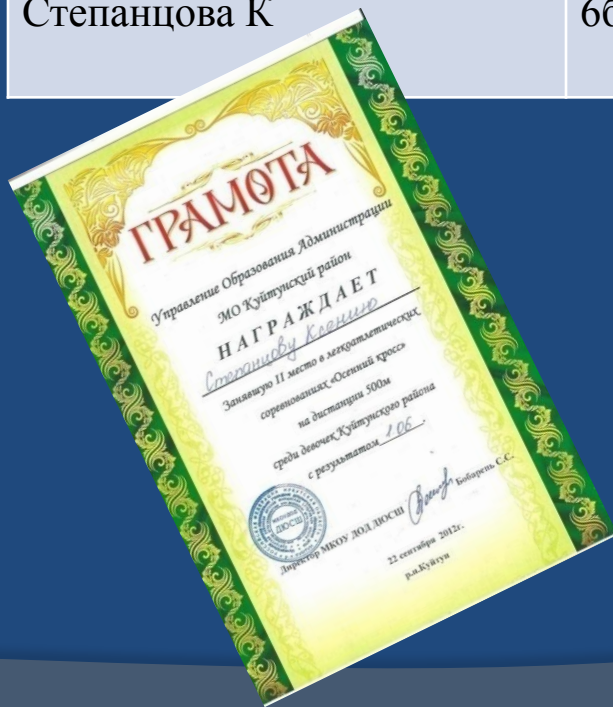 Степанцова К
6б
ГРАМОТА
Управление Образования Администрации
МО Куйтунский район
НАГРАЖДАЕТ
Степанцову Ксению
Занявшую II место в легкоатлетических
соревнованиях «Осенний кросс»
на дистанции 500м
среди девочек Куйтунского района
с результатом 1.06.
ДЮСШ
Директор МКОУ ДОД ДЮСШ Бобарень С.С.
22 сентября 2012г.
р.п.Куйтун